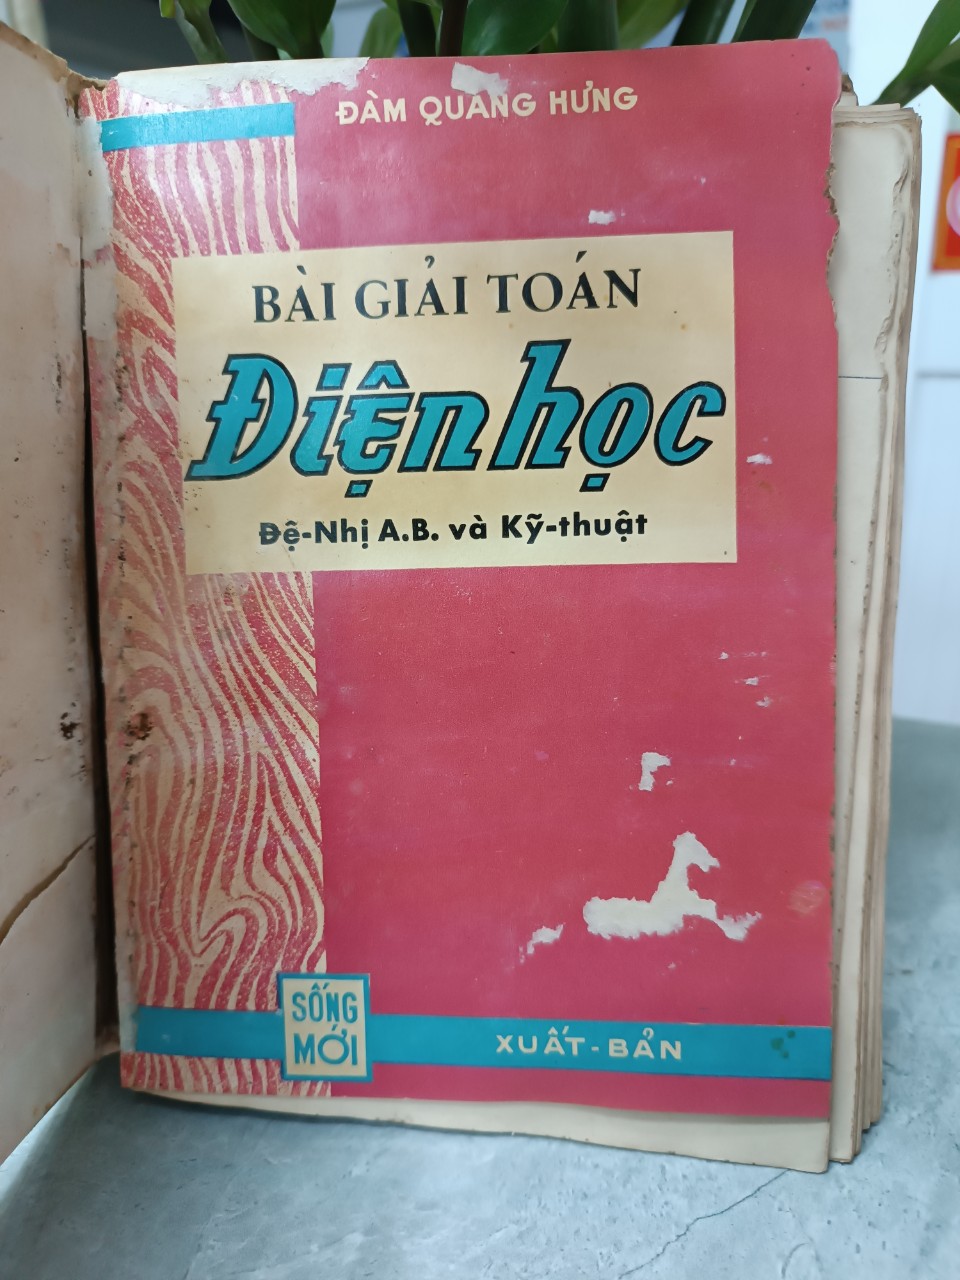 ĐÀM QUANG HƯNG
BÀI GIẢI TOÁN
Điện học
Đệ-Nhị A.B. và Kỹ-thuật
SỐNG
MỚI
XUẤT-BẢN